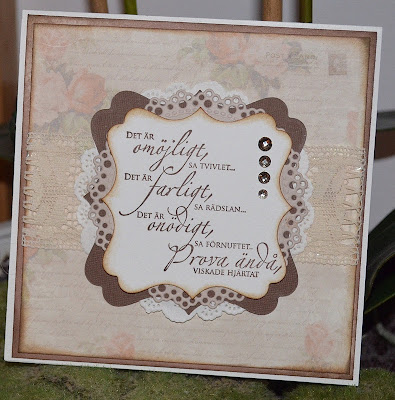 DET ÄR
omöjligt,
SA TVIVLET...
DET ÄR
farligt,
SA RÄDSLAN...
DET ÄR
onödigt,
SA FÖRNUFTET...
Prova ändå,
VISKADE HJÄRTAT